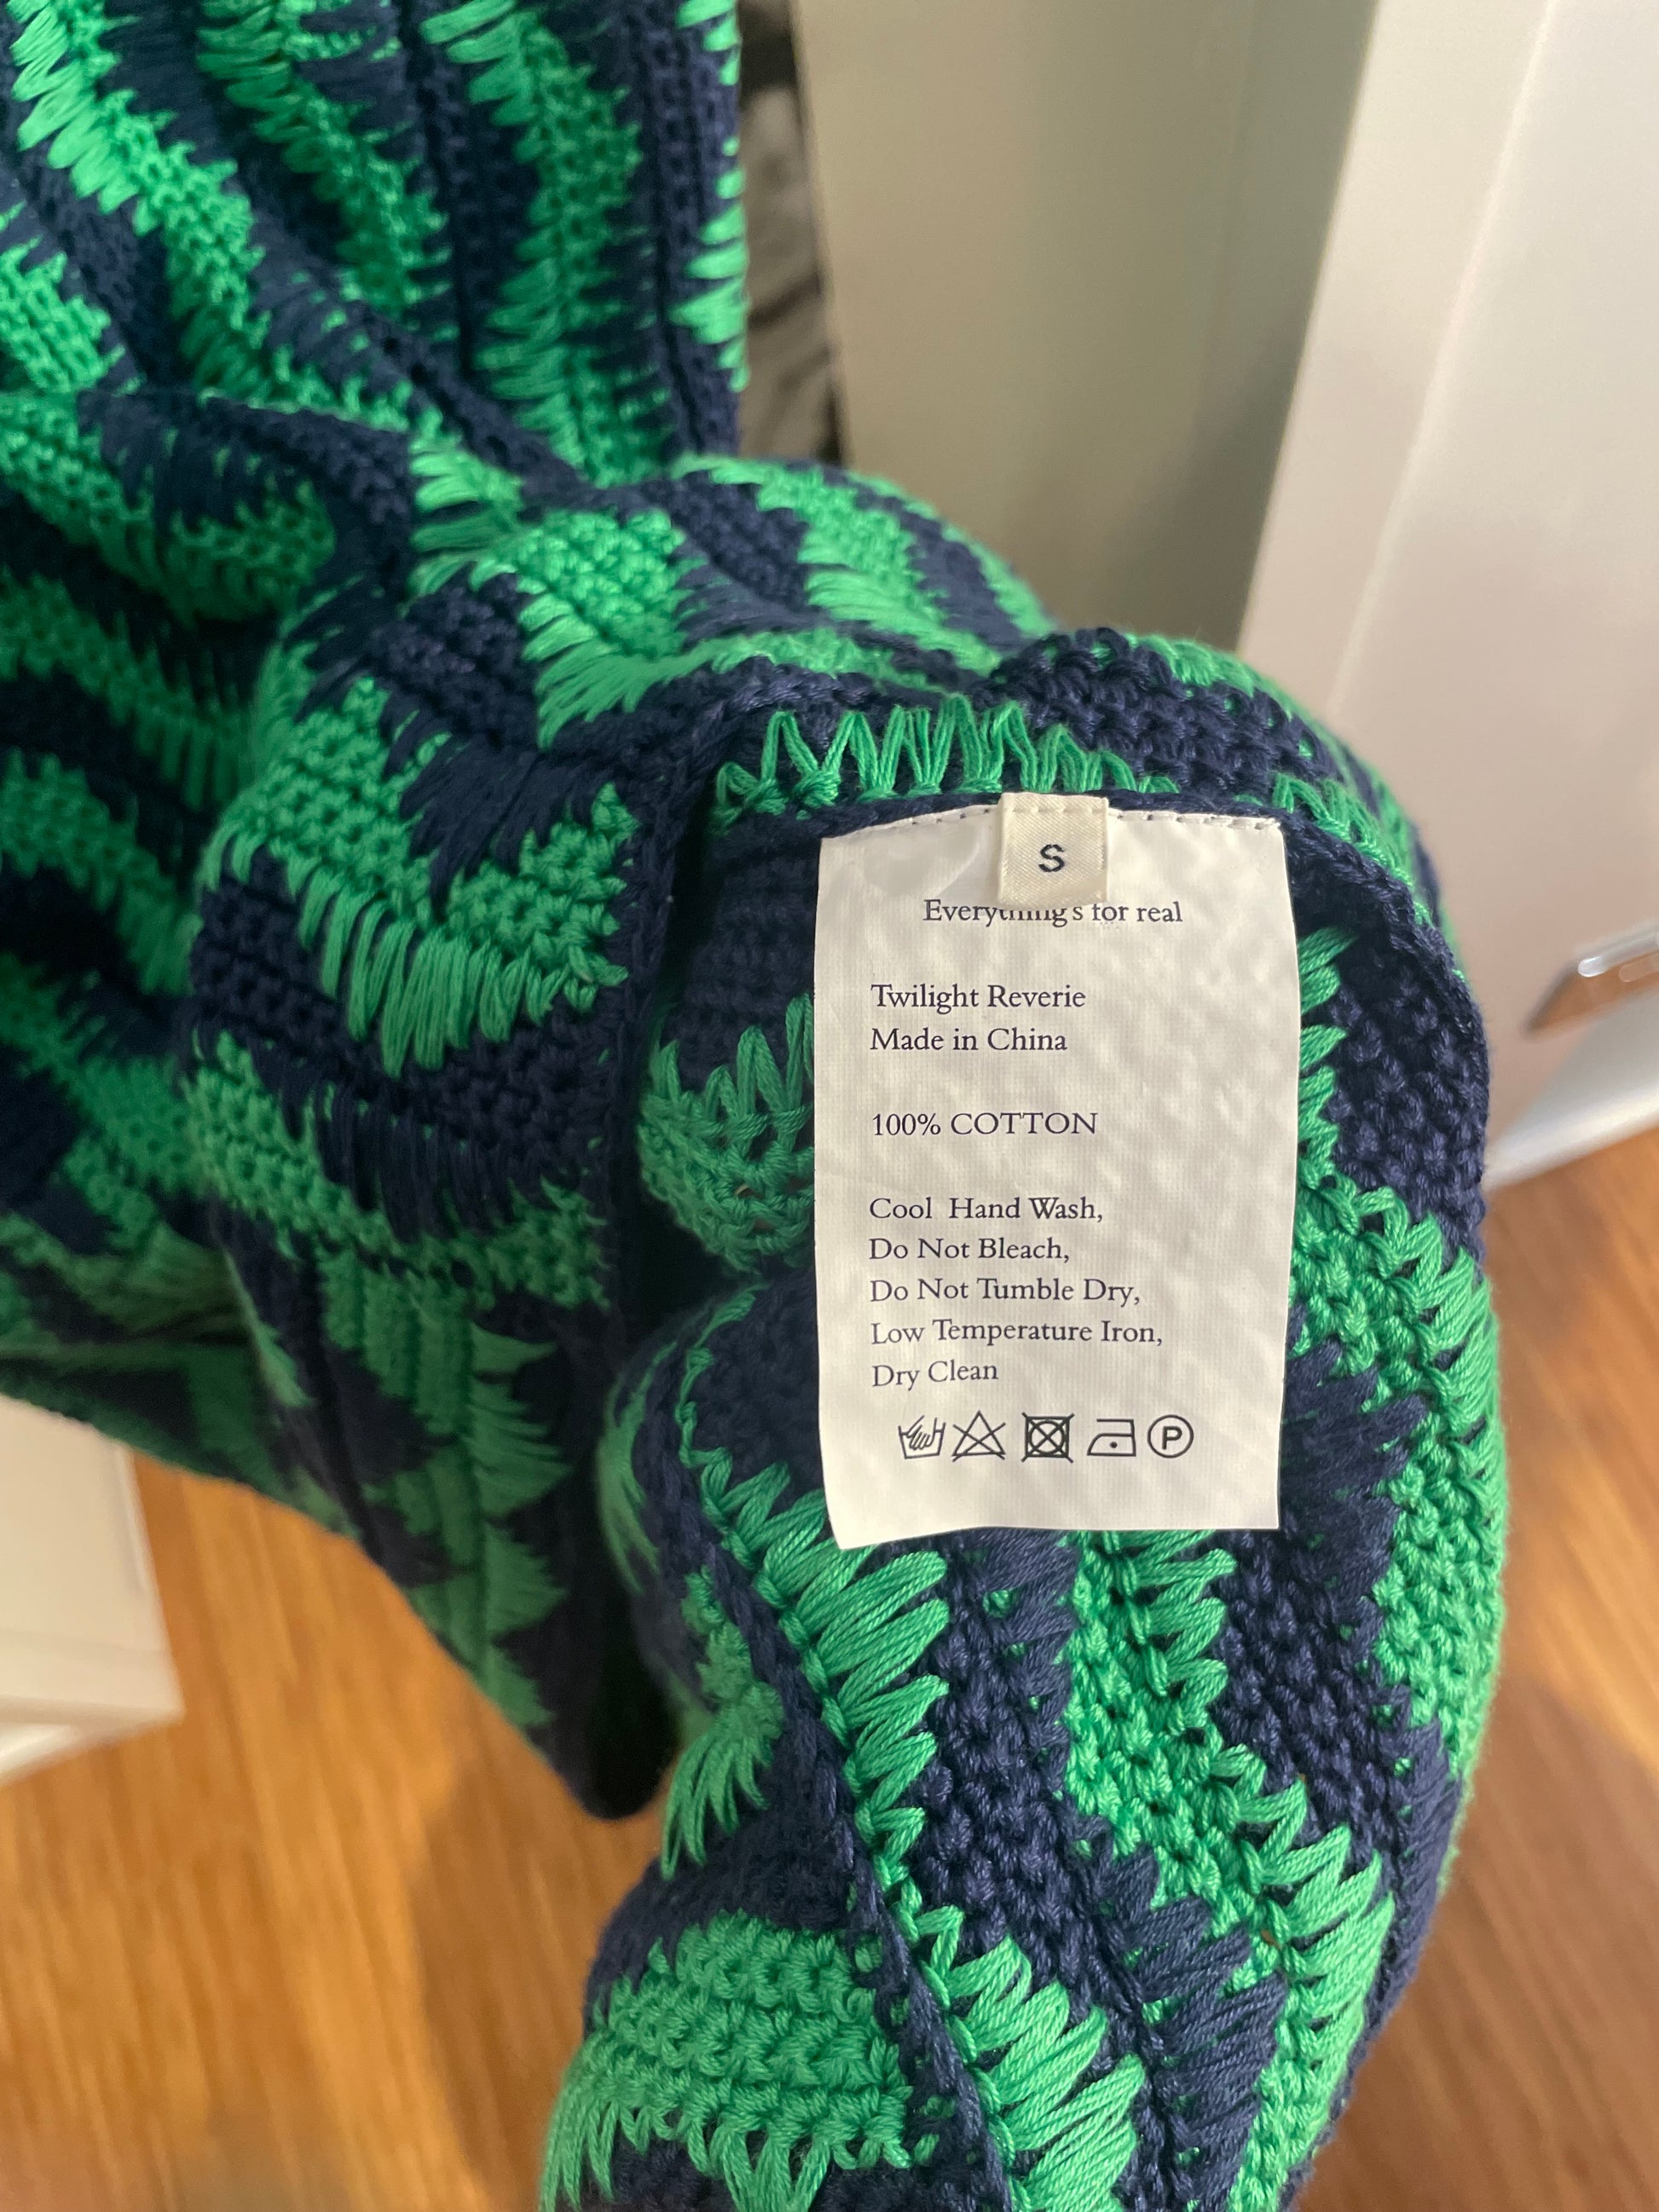 S
Everything's for real
Twilight Reverie
Made in China
100% COTTON
Cool Hand Wash,
Do Not Bleach,
Do Not Tumble Dry,
Low Temperature Iron,
Dry Clean
P